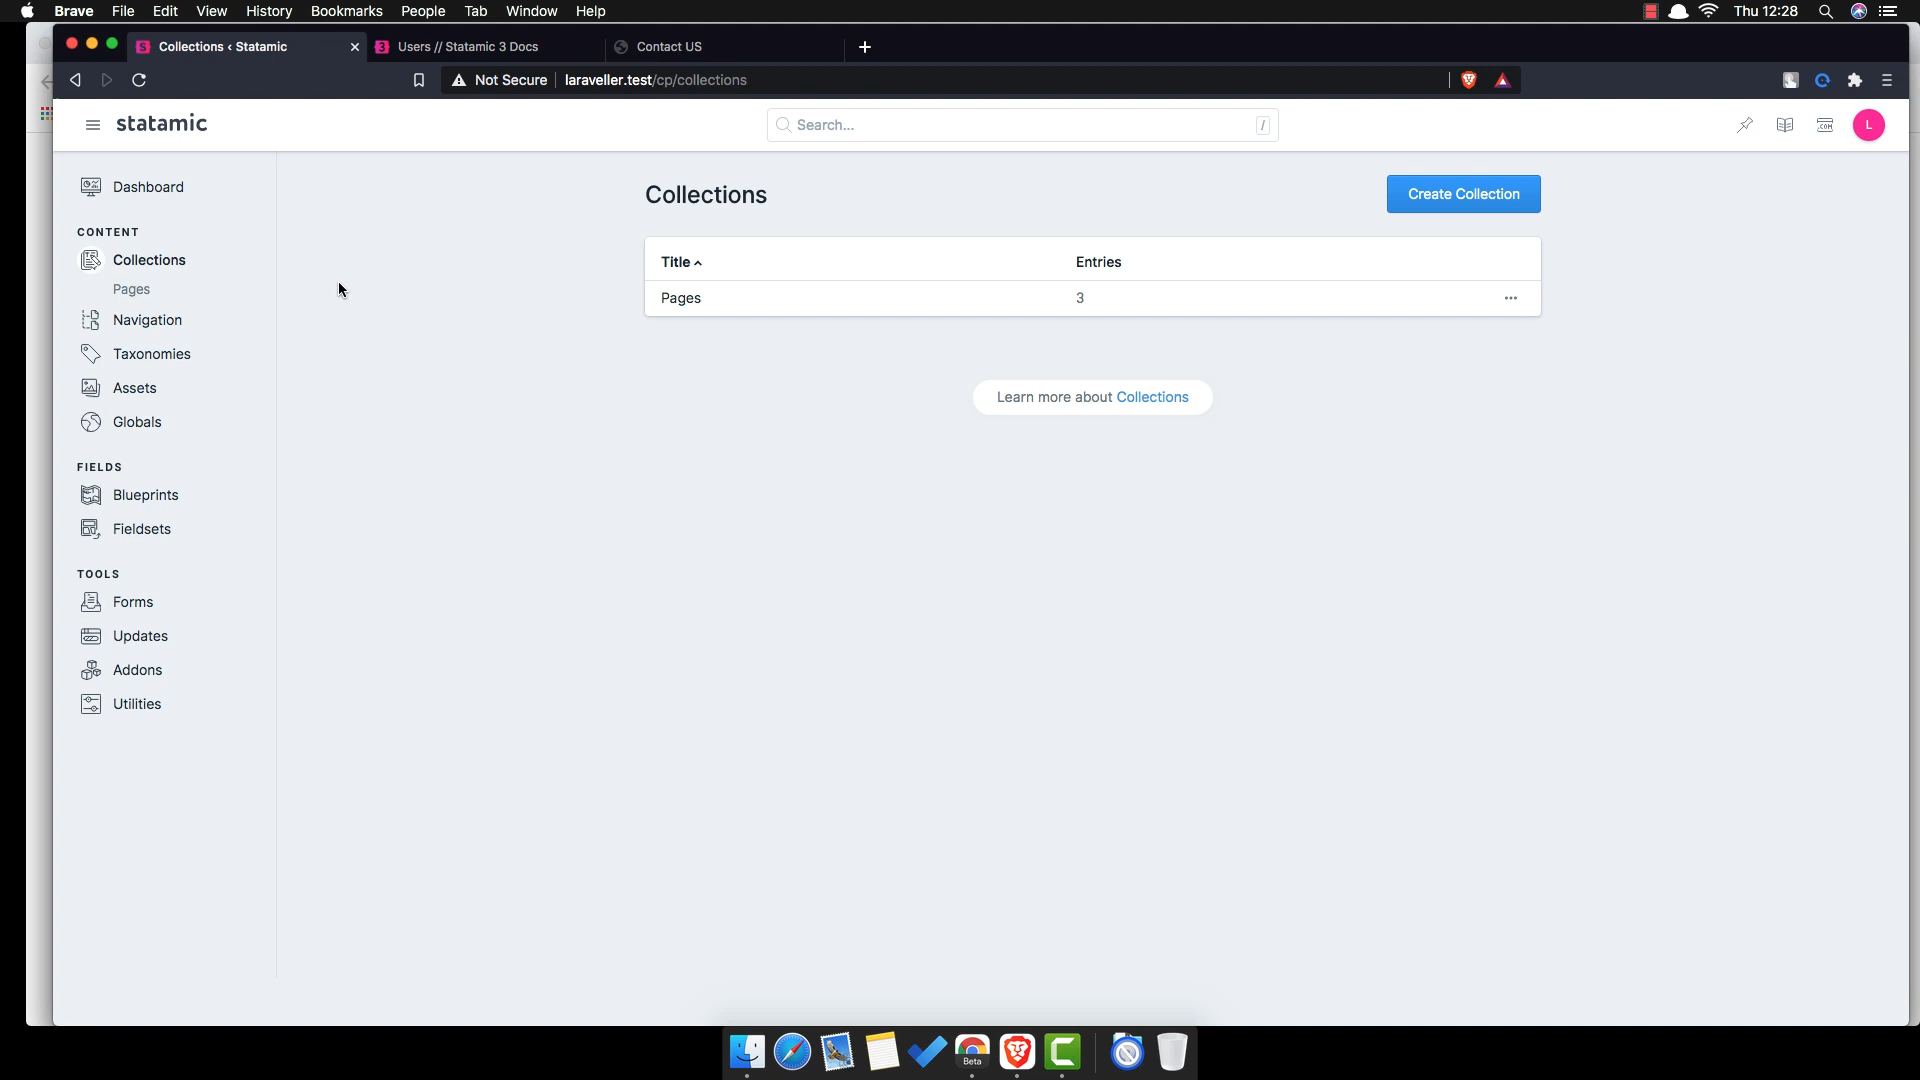 Brave File Edit View History Bookmarks People Tab Window Help Thu 12:28
Collections ‹ Statamic Users // Statamic 3 Docs Contact US
Not Secure laraveller.test/cp/collections
statamic Search... / .COM L
Dashboard
CONTENT
Collections
Pages
Navigation
Taxonomies
Assets
Globals
FIELDS
Blueprints
Fieldsets
TOOLS
Forms
Updates
Addons
Utilities
Collections Create Collection
Title Entries
Pages 3
Learn more about Collections
Beta